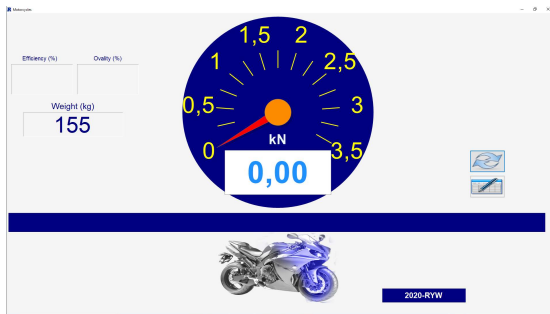 Motorcycles
Efficiency (%) Ovality (%)
Weight (kg)
155
0 0,5 1 1,5 2 2,5 3 3,5
kN
0,00
2020-RYW